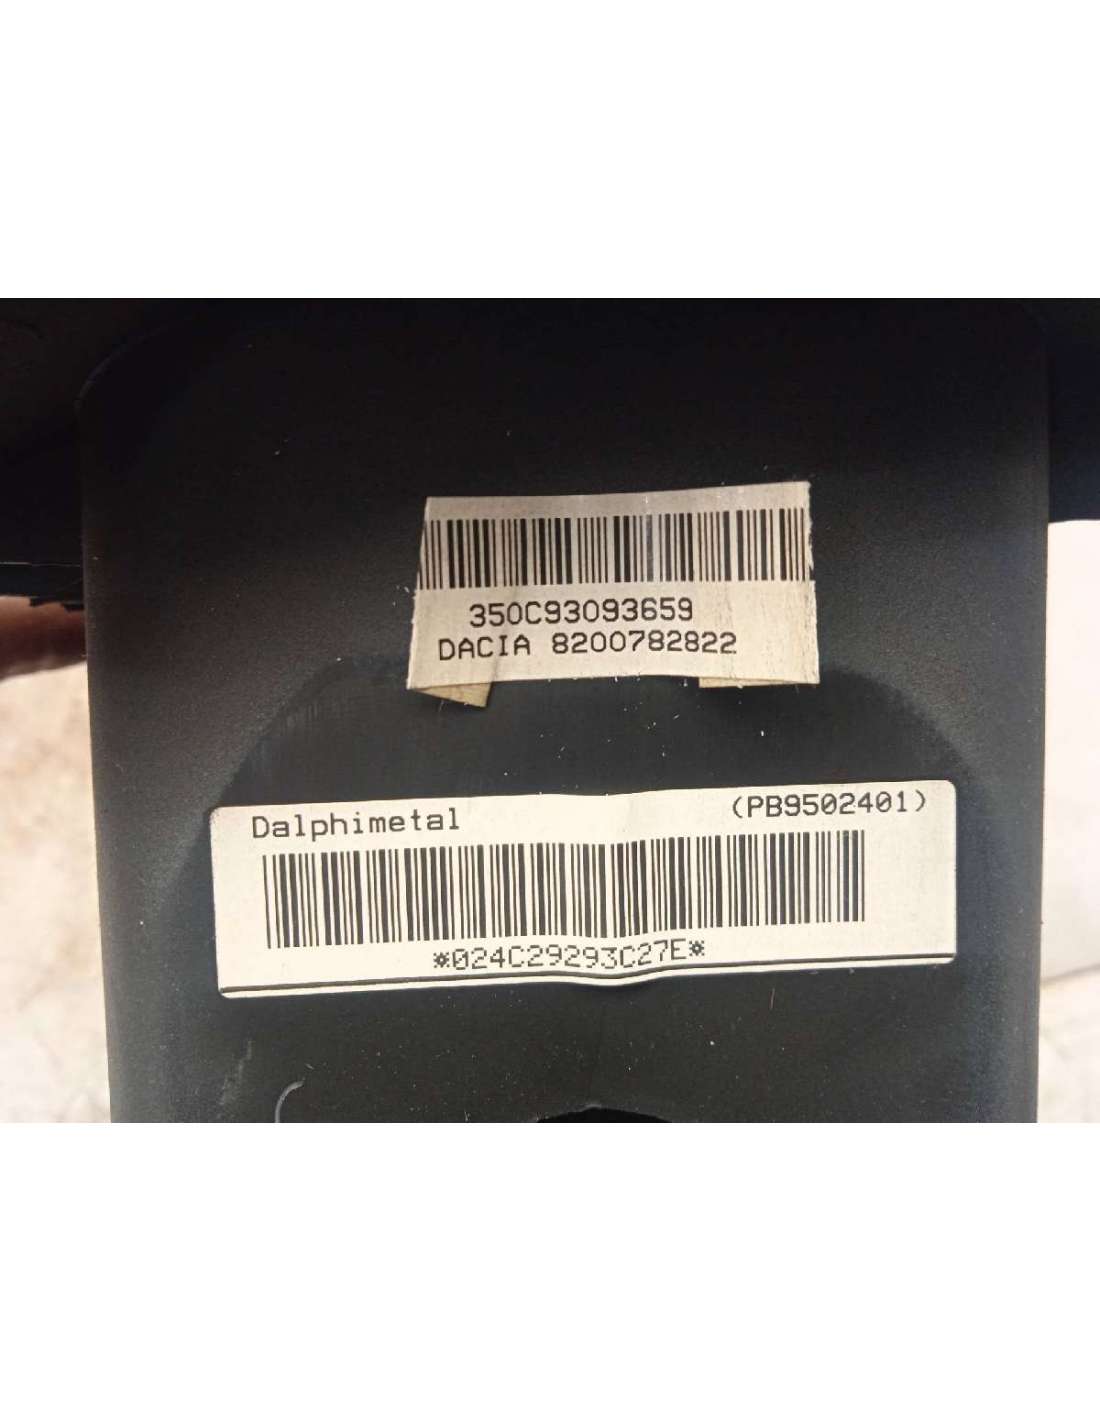 350C93093659
DACIA 8200782822
Dalphimetal (PB9502401)
*024C29293C27E*